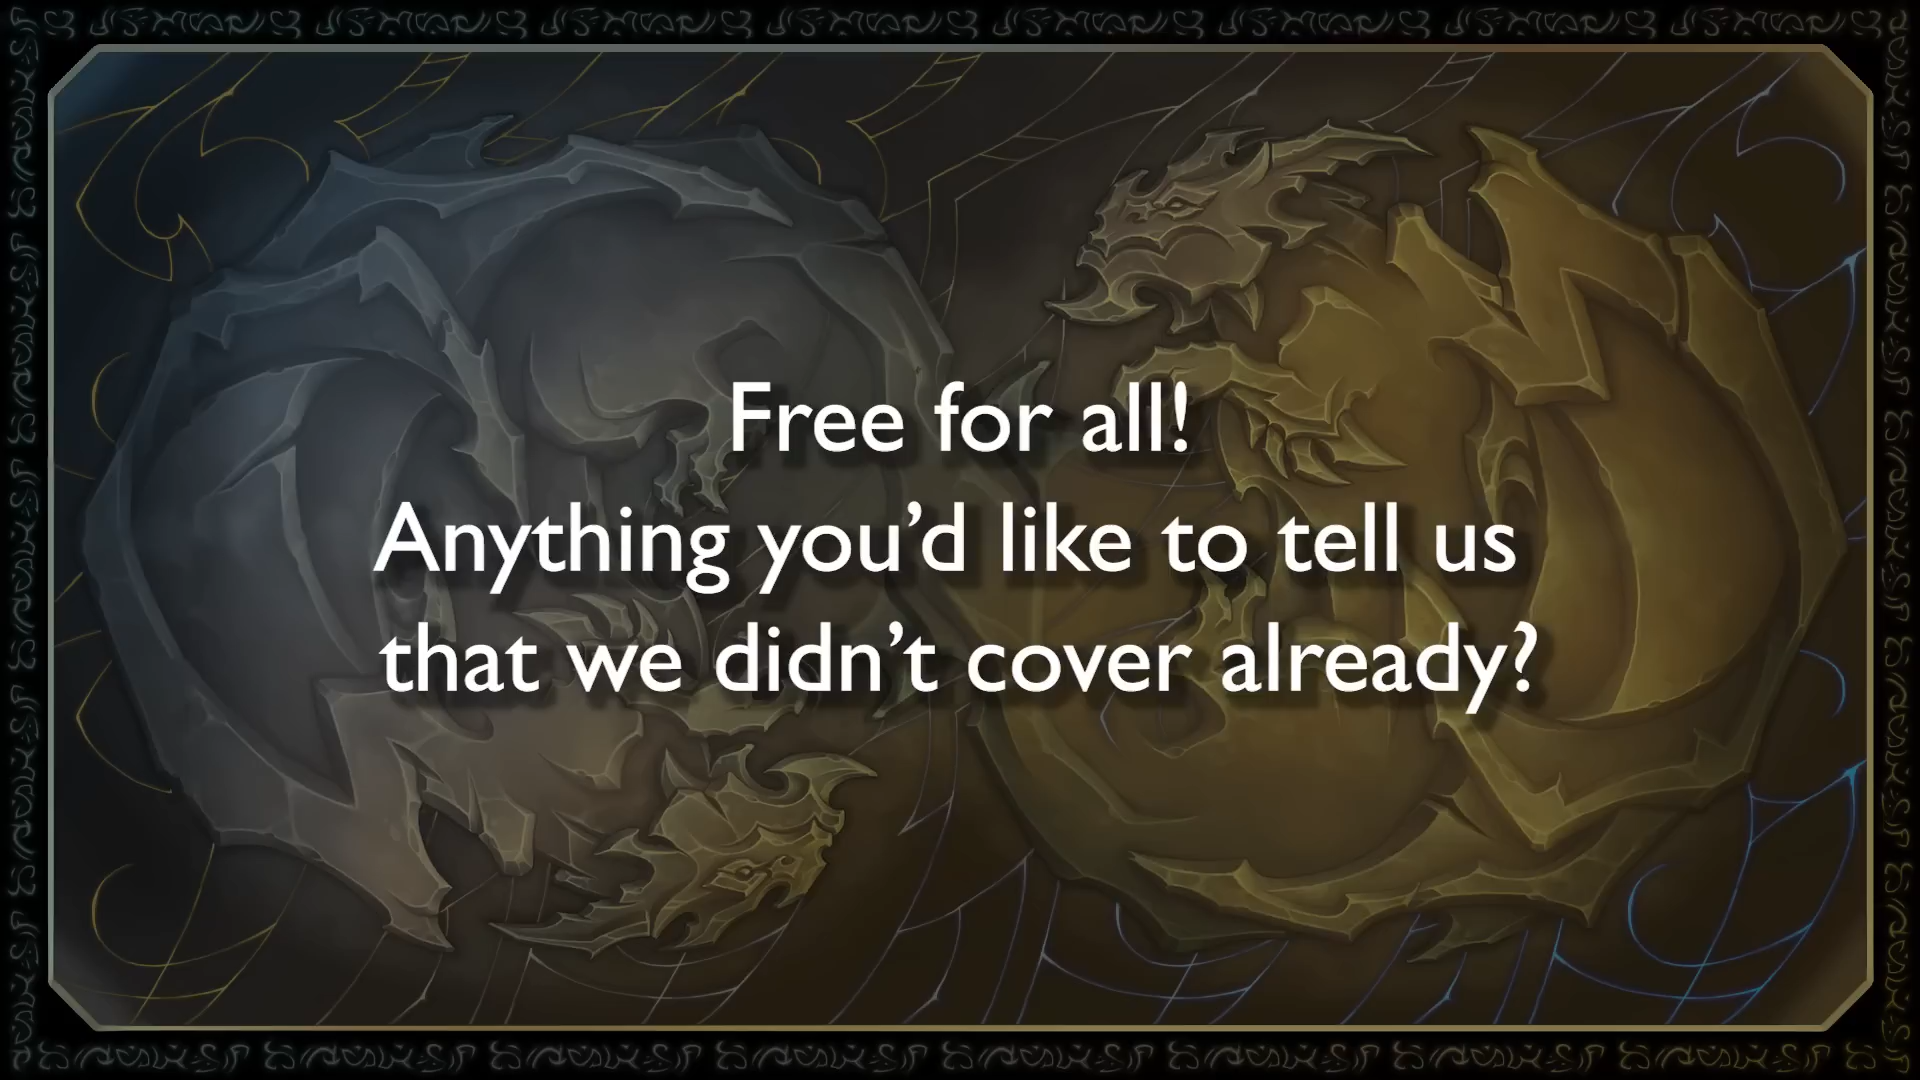 Free for all!
Anything you’d like to tell us
that we didn’t cover already?